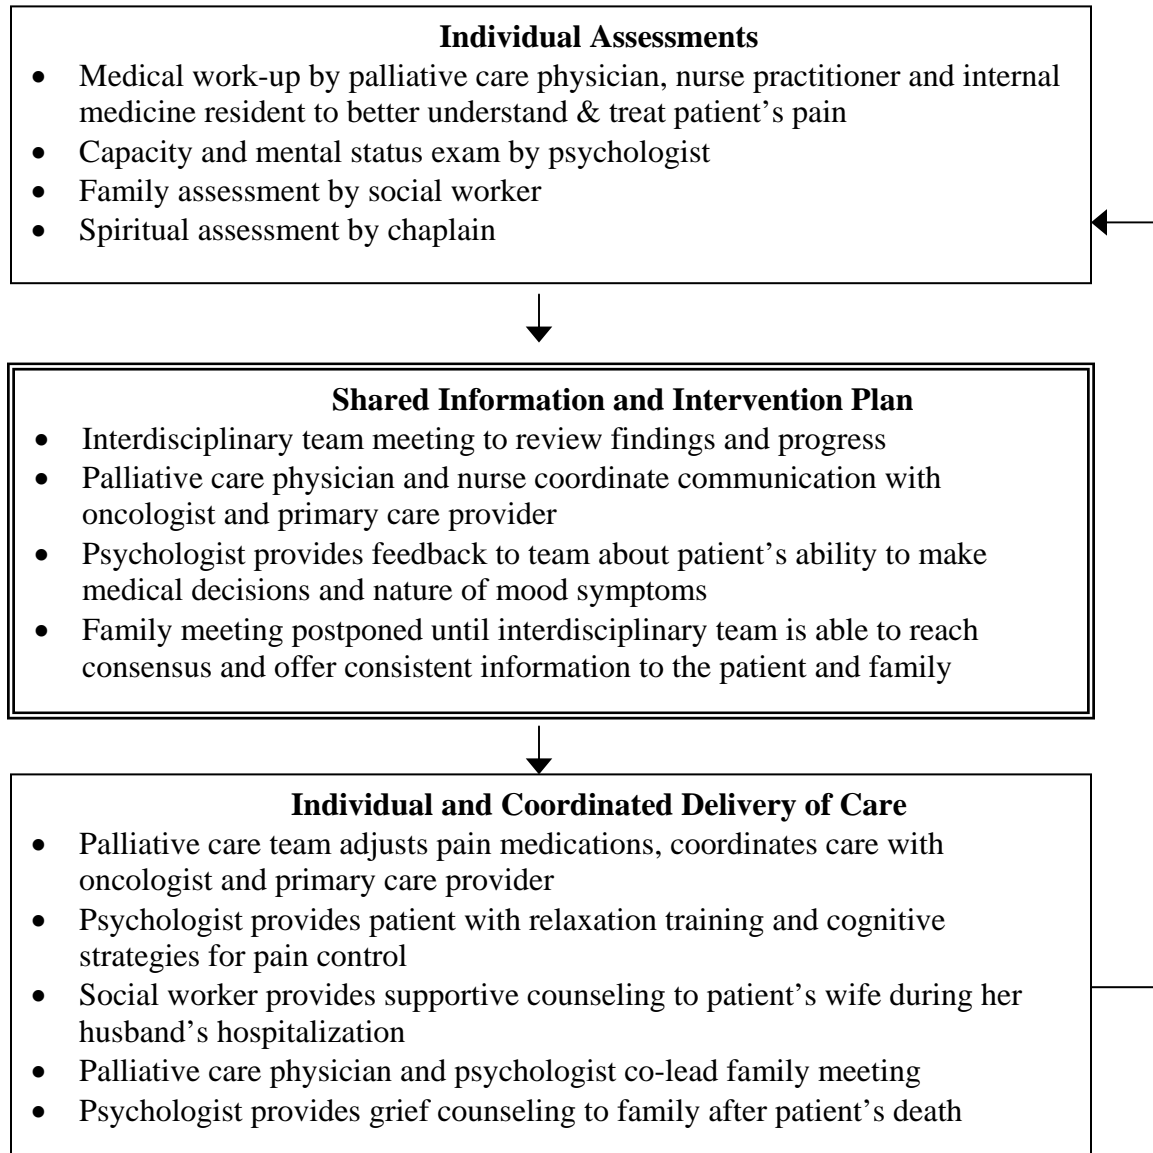 Individual Assessments
• Medical work-up by palliative care physician, nurse practitioner and internal
medicine resident to better understand & treat patient’s pain
• Capacity and mental status exam by psychologist
• Family assessment by social worker
• Spiritual assessment by chaplain
Shared Information and Intervention Plan
• Interdisciplinary team meeting to review findings and progress
• Palliative care physician and nurse coordinate communication with
oncologist and primary care provider
• Psychologist provides feedback to team about patient’s ability to make
medical decisions and nature of mood symptoms
• Family meeting postponed until interdisciplinary team is able to reach
consensus and offer consistent information to the patient and family
Individual and Coordinated Delivery of Care
• Palliative care team adjusts pain medications, coordinates care with
oncologist and primary care provider
• Psychologist provides patient with relaxation training and cognitive
strategies for pain control
• Social worker provides supportive counseling to patient’s wife during her
husband’s hospitalization
• Palliative care physician and psychologist co-lead family meeting
• Psychologist provides grief counseling to family after patient’s death